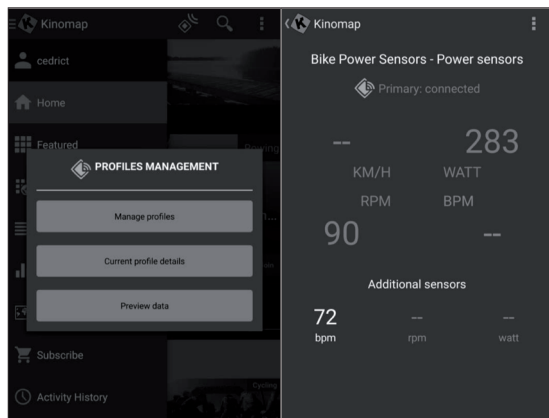 Kinomap
cedrict
Home
Featured
Rowing
PROFILES MANAGEMENT
Manage profiles
Current profile details
Preview data
Subscribe
Activity History
Cycling
Kinomap
Bike Power Sensors - Power sensors
Primary: connected
-- 283
KM/H WATT
RPM BPM
90 --
Additional sensors
72 -- --
bpm rpm watt